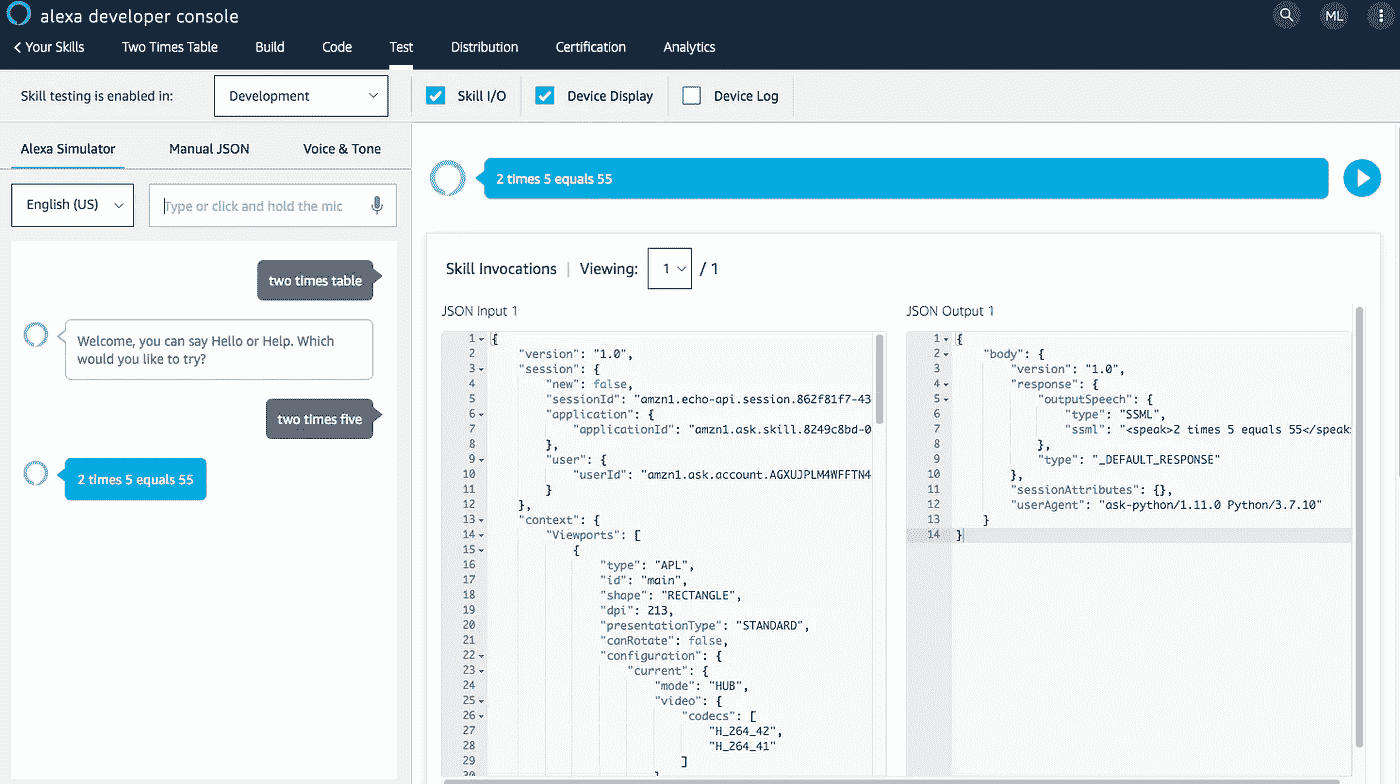 alexa developer console
ML
< Your Skills Two Times Table Build Code Test Distribution Certification Analytics
Skill testing is enabled in: Development Skill I/O Device Display Device Log
Alexa Simulator Manual JSON Voice & Tone
English (US) Type or click and hold the mic
two times table
Welcome, you can say Hello or Help. Which
would you like to try?
two times five
2 times 5 equals 55
2 times 5 equals 55
Skill Invocations | Viewing: 1 / 1
JSON Input 1
1 {
2 "version": "1.0",
3 "session": {
4 "new": false,
5 "sessionId": "amzn1.echo-api.session.862f81f7-43
6 "application": {
7 "applicationId": "amzn1.ask.skill.8249c8bd-0
8 },
9 "user": {
10 "userId": "amzn1.ask.account.AGXUJPLM4WFFTN4
11 }
12 },
13 "context": {
14 "Viewports": [
15 {
16 "type": "APL",
17 "id": "main",
18 "shape": "RECTANGLE",
19 "dpi": 213,
20 "presentationType": "STANDARD",
21 "canRotate": false,
22 "configuration": {
23 "current": {
24 "mode": "HUB",
25 "video": {
26 "codecs": [
27 "H_264_42",
28 "H_264_41"
29 ]
JSON Output 1
1 {
2 "body": {
3 "version": "1.0",
4 "response": {
5 "outputSpeech": {
6 "type": "SSML",
7 "ssml": "<speak>2 times 5 equals 55</speak>
8 },
9 "type": "_DEFAULT_RESPONSE"
10 },
11 "sessionAttributes": {},
12 "userAgent": "ask-python/1.11.0 Python/3.7.10"
13 }
14 }